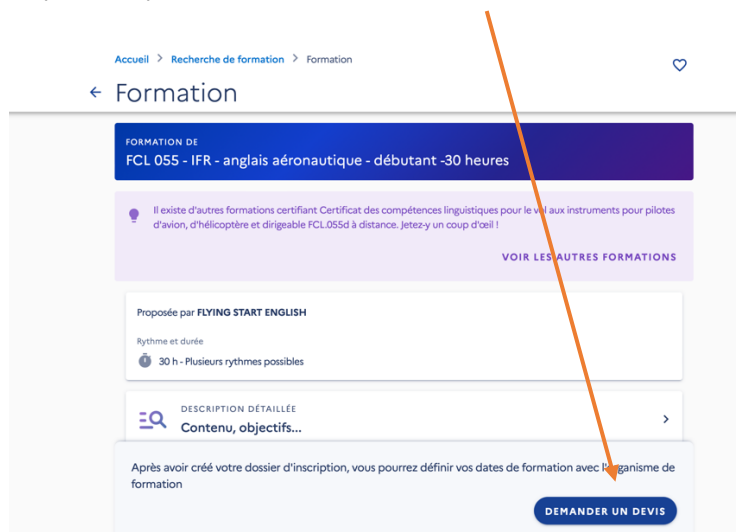 Accueil > Recherche de formation > Formation
Formation
FORMATION DE
FCL 055 - IFR - anglais aéronautique - débutant -30 heures
Il existe d'autres formations certifiant Certificat des compétences linguistiques pour le vol aux instruments pour pilotes
d'avion, d'hélicoptère et dirigeable FCL.055d à distance. Jetez-y un coup d'œil !
VOIR LES AUTRES FORMATIONS
Proposée par FLYING START ENGLISH
Rythme et durée
30 h - Plusieurs rythmes possibles
DESCRIPTION DÉTAILLÉE
Contenu, objectifs...
Après avoir créé votre dossier d'inscription, vous pourrez définir vos dates de formation avec l'organisme de
formation
DEMANDER UN DEVIS